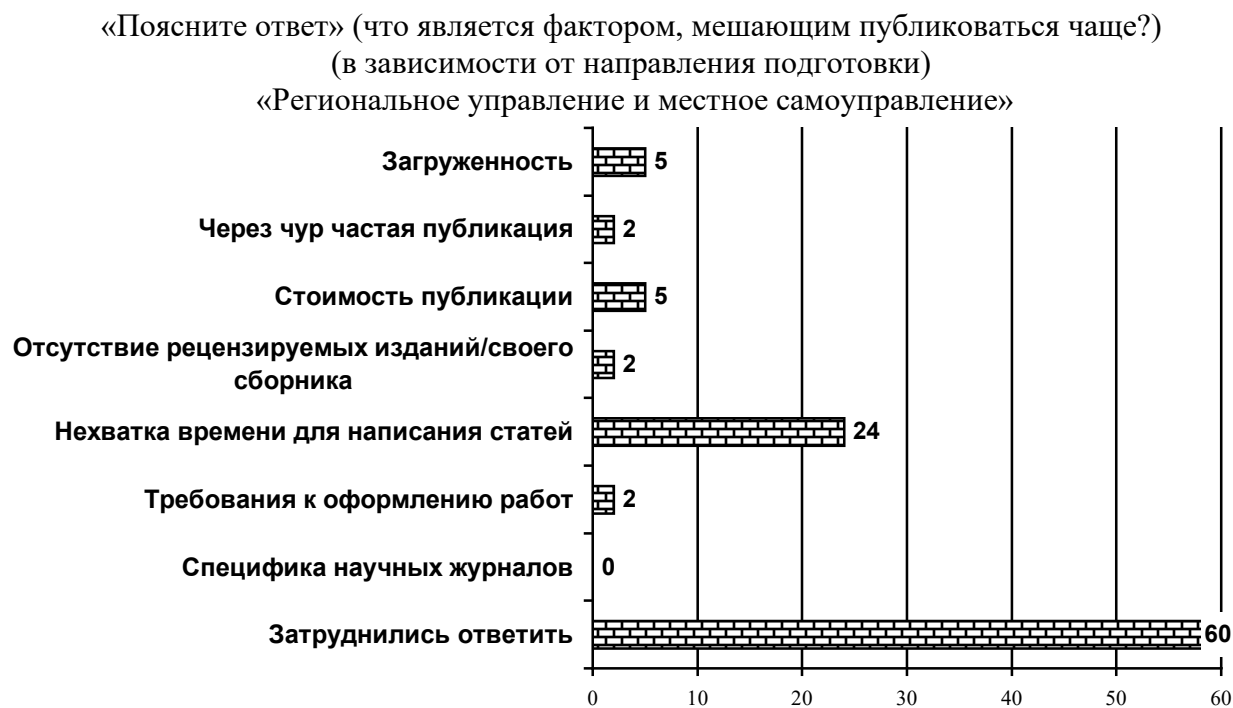 «Поясните ответ» (что является фактором, мешающим публиковаться чаще?)
(в зависимости от направления подготовки)
«Региональное управление и местное самоуправление»
Загруженность 5
Через чур частая публикация 2
Стоимость публикации 5
Отсутствие рецензируемых изданий/своего
сборника 2
Нехватка времени для написания статей 24
Требования к оформлению работ 2
Специфика научных журналов 0
Затруднились ответить 60
0 10 20 30 40 50 60